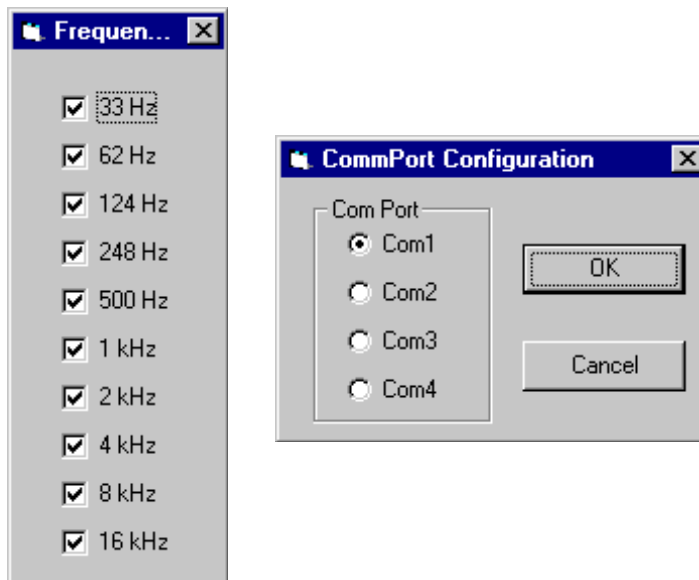 Frequen...
33 Hz
62 Hz
124 Hz
248 Hz
500 Hz
1 kHz
2 kHz
4 kHz
8 kHz
16 kHz
CommPort Configuration
Com Port
Com1
Com2
Com3
Com4
OK
Cancel